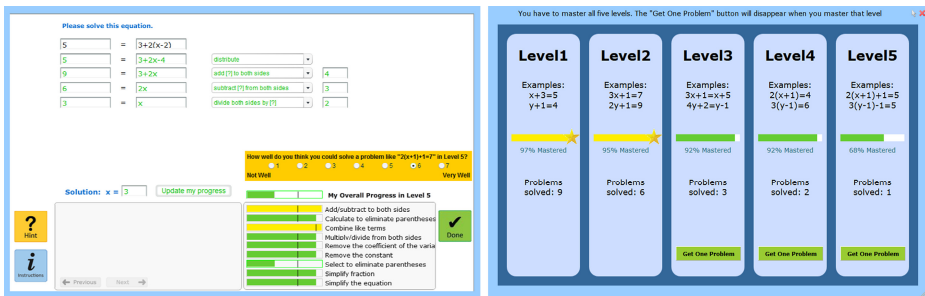 Please solve this equation.
5 = 3+2(x-2)
5 = 3+2x-4 distribute
9 = 3+2x add [?] to both sides 4
6 = 2x subtract [?] from both sides 3
3 = x divide both sides by [?] 2
How well do you think you could solve a problem like "2(x+1)+1=7" in Level 5?
1 2 3 4 5 6 7
Not Well Very Well
Solution: x = 3 Update my progress
My Overall Progress in Level 5
Add/subtract to both sides
Calculate to eliminate parentheses
Combine like terms
Multiply/divide from both sides
Remove the coefficient of the varia
Remove the constant
Select to eliminate parentheses
Simplify fraction
Simplify the equation
?
Hint
i
Instructions
Done
Previous Next
You have to master all five levels. The "Get One Problem" button will disappear when you master that level
Level1
Examples:
x+3=5
y+1=4
97% Mastered
Problems
solved: 9
Level2
Examples:
3x+1=7
2y+1=9
95% Mastered
Problems
solved: 6
Level3
Examples:
3x+1=x+5
4y+2=y-1
92% Mastered
Problems
solved: 3
Get One Problem
Level4
Examples:
2(x+1)=4
3(y-1)=6
92% Mastered
Problems
solved: 2
Get One Problem
Level5
Examples:
2(x+1)+1=5
3(y-1)-1=5
68% Mastered
Problems
solved: 1
Get One Problem